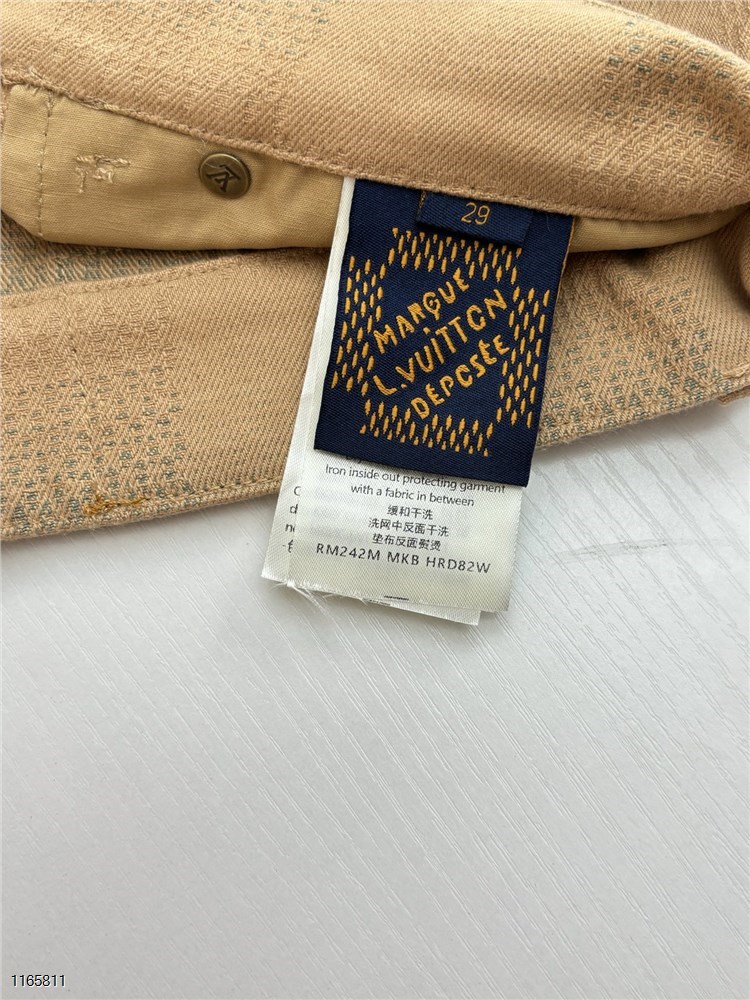 29
MARQUE
L.VUITTON
DÉPOSÉE
Iron inside out protecting garment
with a fabric in between
缓和干洗
洗网中反面干洗
垫布反面熨烫
RM242M MKB HRD82W
1165811